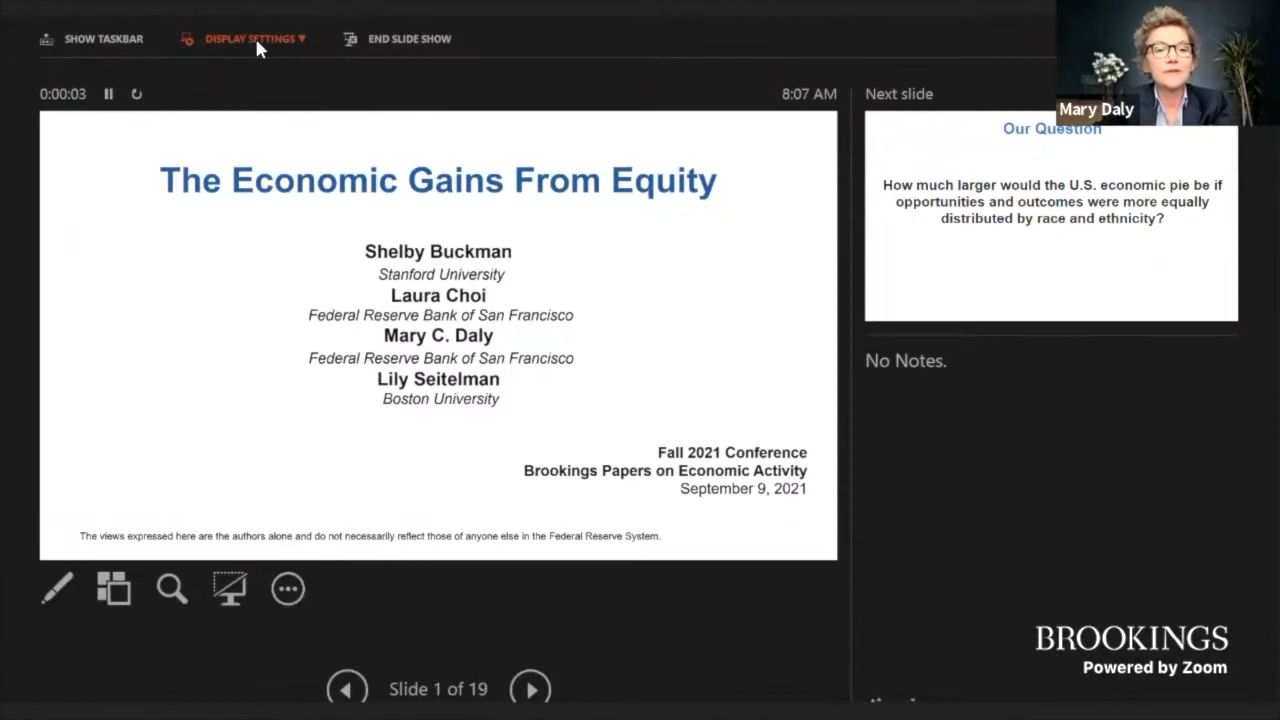 SHOW TASKBAR
DISPLAY SETTINGS ▼
END SLIDE SHOW
0:00:03
8:07 AM
The Economic Gains From Equity
Shelby Buckman
Stanford University
Laura Choi
Federal Reserve Bank of San Francisco
Mary C. Daly
Federal Reserve Bank of San Francisco
Lily Seitelman
Boston University
Fall 2021 Conference
Brookings Papers on Economic Activity
September 9, 2021
The views expressed here are the authors alone and do not necessarily reflect those of anyone else in the Federal Reserve System.
Slide 1 of 19
Next slide
Mary Daly
Our Question
How much larger would the U.S. economic pie be if
opportunities and outcomes were more equally
distributed by race and ethnicity?
No Notes.
BROOKINGS
Powered by Zoom